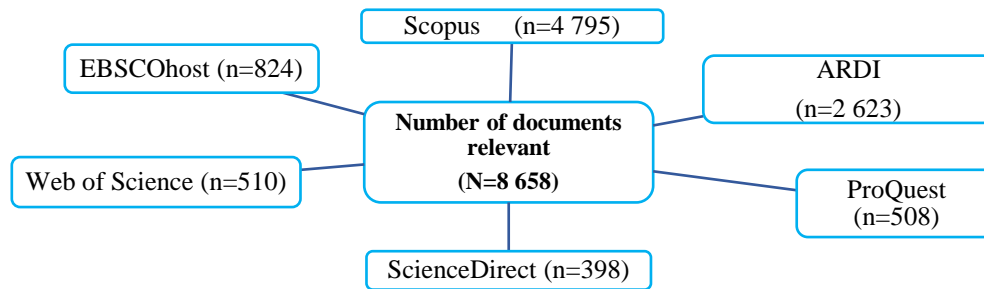 Scopus (n=4 795)
EBSCOhost (n=824)
ARDI
(n=2 623)
Number of documents
relevant
(N=8 658)
Web of Science (n=510)
ProQuest
(n=508)
ScienceDirect (n=398)